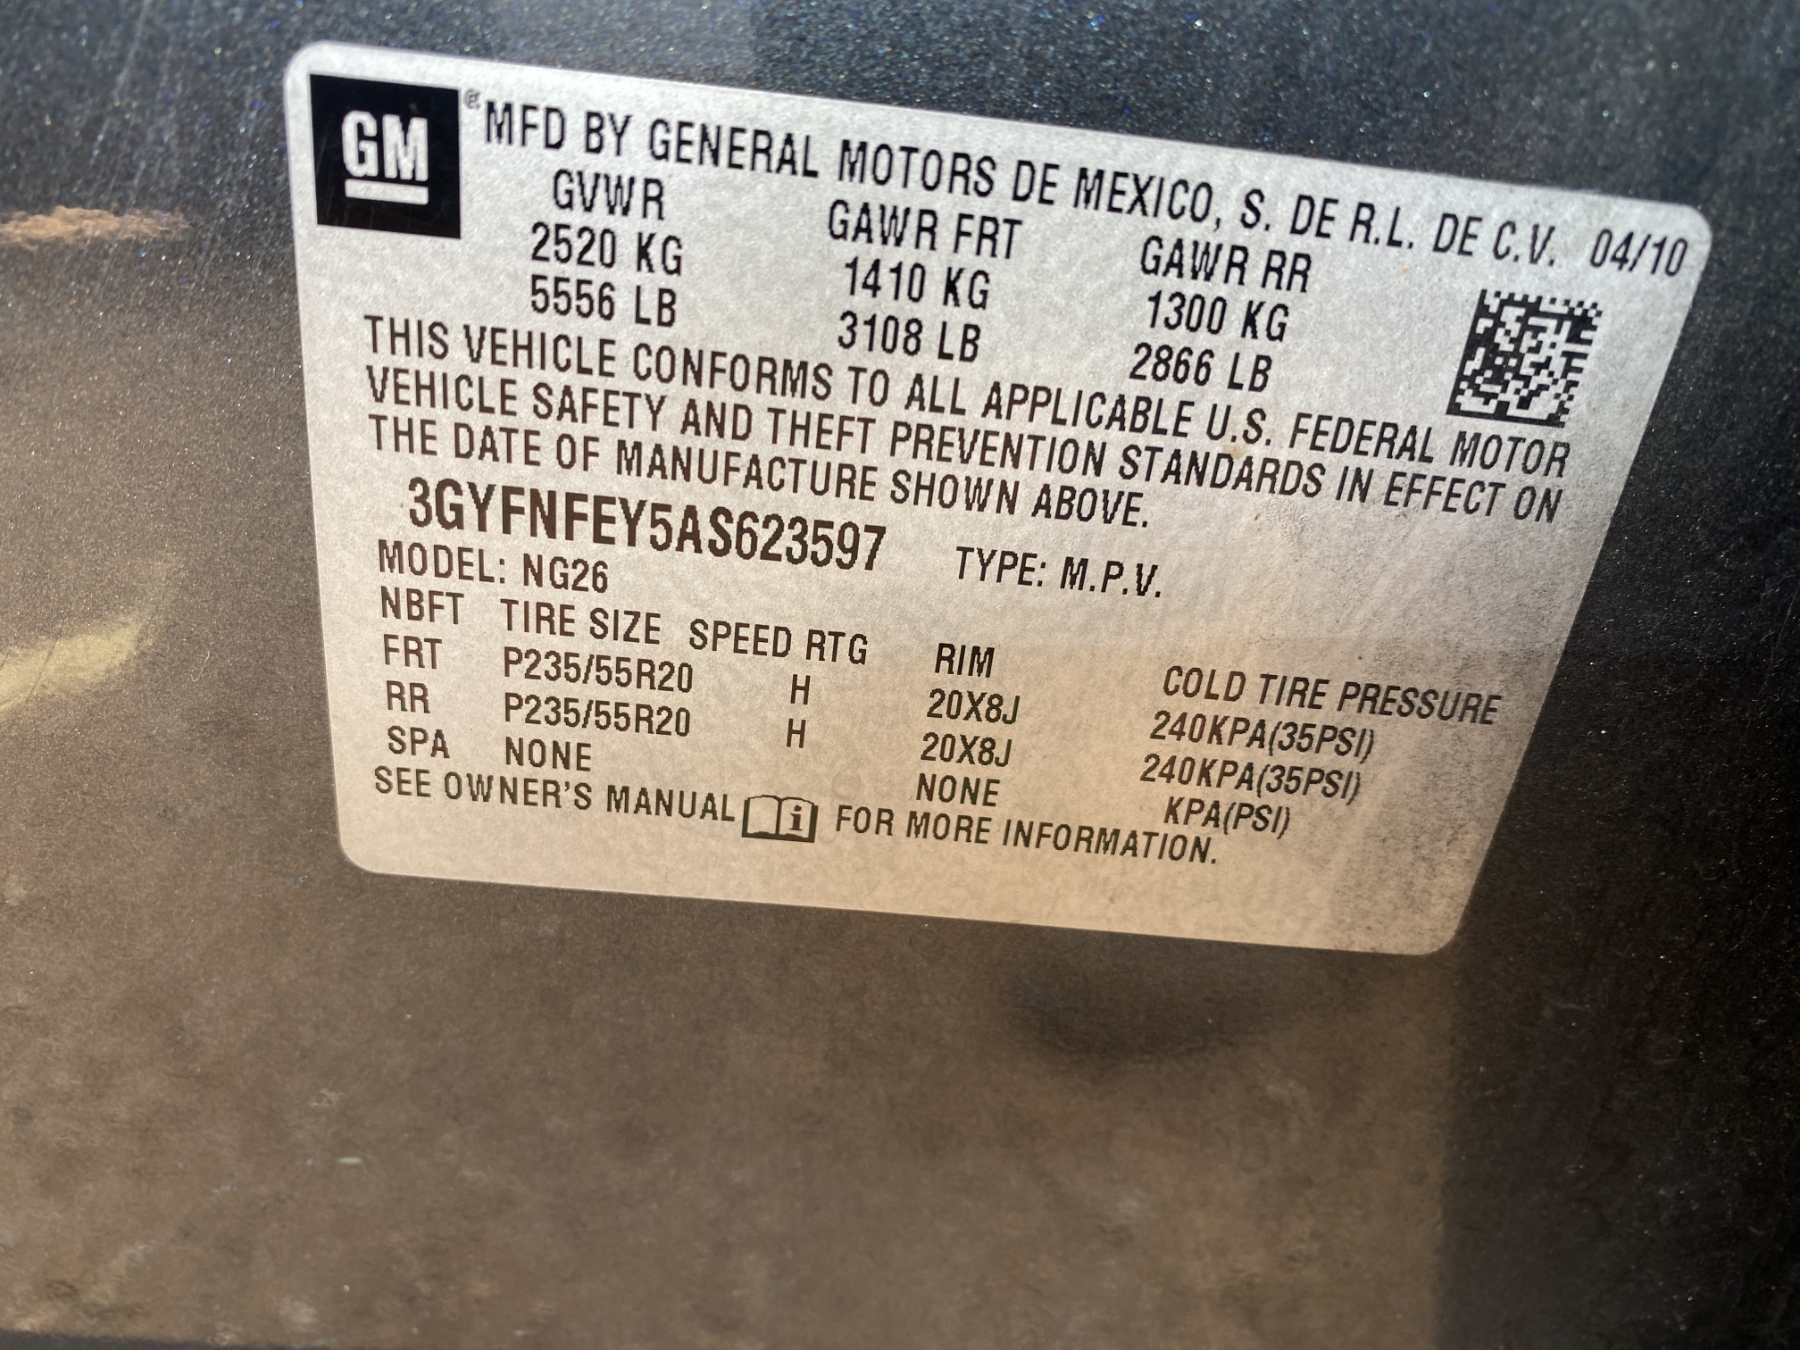 GM ® MFD BY GENERAL MOTORS DE MEXICO, S. DE R.L. DE C.V. 04/10
GVWR GAWR FRT GAWR RR
2520 KG 1410 KG 1300 KG
5556 LB 3108 LB 2866 LB
THIS VEHICLE CONFORMS TO ALL APPLICABLE U.S. FEDERAL MOTOR
VEHICLE SAFETY AND THEFT PREVENTION STANDARDS IN EFFECT ON
THE DATE OF MANUFACTURE SHOWN ABOVE.
3GYFNFEY5AS623597 TYPE: M.P.V.
MODEL: NG26
NBFT TIRE SIZE SPEED RTG RIM COLD TIRE PRESSURE
FRT P235/55R20 H 20X8J 240KPA(35PSI)
RR P235/55R20 H 20X8J 240KPA(35PSI)
SPA NONE NONE KPA(PSI)
SEE OWNER'S MANUAL i FOR MORE INFORMATION.